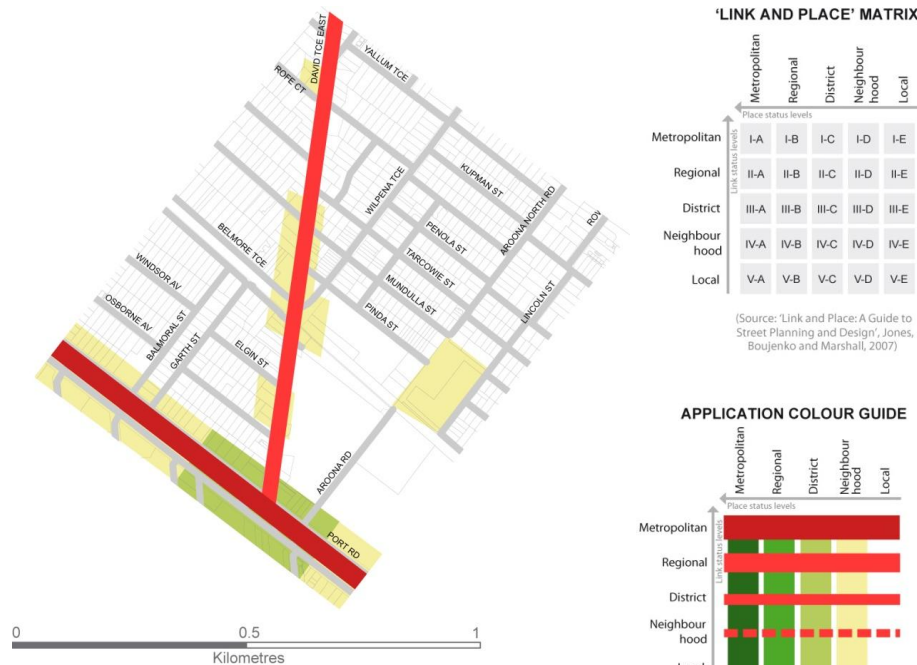 DAVID TCE EAST
YALLUM TCE
ROFE CT
WILPENA TCE
KUPMAN ST
AROONA NORTH RD
ROV
PENOLA ST
BELMORE TCE
TARCOWIE ST
MUNDULLA ST
LINCOLN ST
WINDSOR AV
PINDA ST
OSBORNE AV
BALMORAL ST
GARTH ST
ELGIN ST
AROONA RD
PORT RD
0 0.5 1
Kilometres
'LINK AND PLACE' MATRIX
Metropolitan
Regional
District
Neighbour
hood
Local
Place status levels
Link status levels
Metropolitan I-A I-B I-C I-D I-E
Regional II-A II-B II-C II-D II-E
District III-A III-B III-C III-D III-E
Neighbour
hood IV-A IV-B IV-C IV-D IV-E
Local V-A V-B V-C V-D V-E
(Source: 'Link and Place: A Guide to
Street Planning and Design', Jones,
Boujenko and Marshall, 2007)
APPLICATION COLOUR GUIDE
Metropolitan
Regional
District
Neighbour
hood
Local
Place status levels
Link status levels
Metropolitan
Regional
District
Neighbour
hood